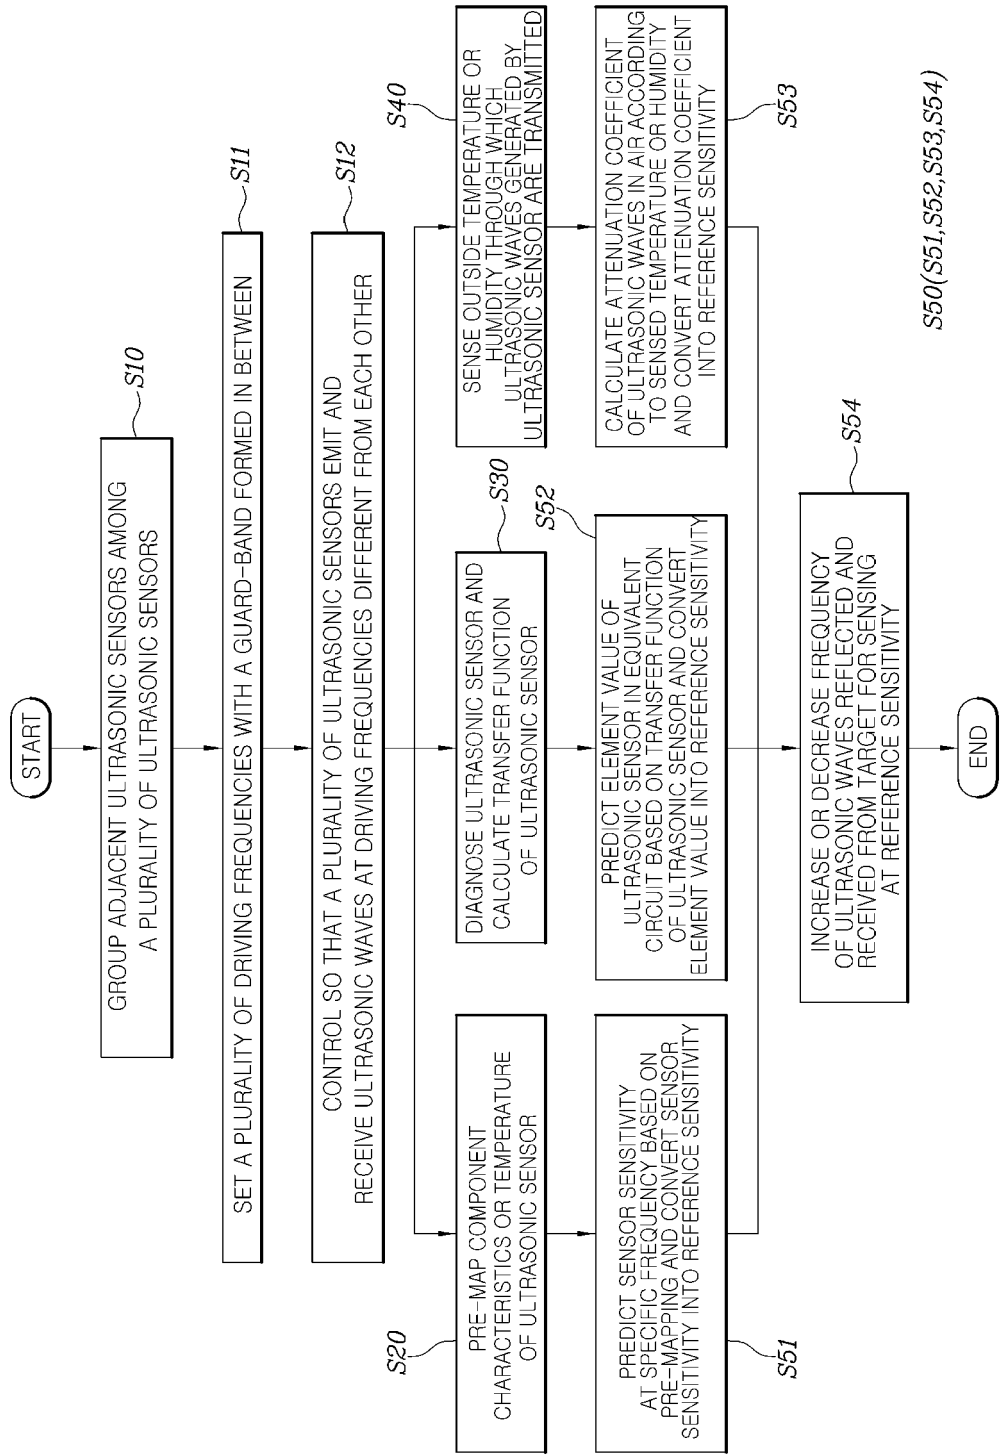 START
S10
GROUP ADJACENT ULTRASONIC SENSORS AMONG
A PLURALITY OF ULTRASONIC SENSORS
S11
SET A PLURALITY OF DRIVING FREQUENCIES WITH A GUARD-BAND FORMED IN BETWEEN
S12
CONTROL SO THAT A PLURALITY OF ULTRASONIC SENSORS EMIT AND
RECEIVE ULTRASONIC WAVES AT DRIVING FREQUENCIES DIFFERENT FROM EACH OTHER
S20
PRE-MAP COMPONENT
CHARACTERISTICS OR TEMPERATURE
OF ULTRASONIC SENSOR
S30
DIAGNOSE ULTRASONIC SENSOR AND
CALCULATE TRANSFER FUNCTION
OF ULTRASONIC SENSOR
S40
SENSE OUTSIDE TEMPERATURE OR
HUMIDITY THROUGH WHICH
ULTRASONIC WAVES GENERATED BY
ULTRASONIC SENSOR ARE TRANSMITTED
S51
PREDICT SENSOR SENSITIVITY
AT SPECIFIC FREQUENCY BASED ON
PRE-MAPPING AND CONVERT SENSOR
SENSITIVITY INTO REFERENCE SENSITIVITY
S52
PREDICT ELEMENT VALUE OF
ULTRASONIC SENSOR IN EQUIVALENT
CIRCUIT BASED ON TRANSFER FUNCTION
OF ULTRASONIC SENSOR AND CONVERT
ELEMENT VALUE INTO REFERENCE SENSITIVITY
S53
CALCULATE ATTENUATION COEFFICIENT
OF ULTRASONIC WAVES IN AIR ACCORDING
TO SENSED TEMPERATURE OR HUMIDITY
AND CONVERT ATTENUATION COEFFICIENT
INTO REFERENCE SENSITIVITY
S54
INCREASE OR DECREASE FREQUENCY
OF ULTRASONIC WAVES REFLECTED AND
RECEIVED FROM TARGET FOR SENSING
AT REFERENCE SENSITIVITY
END
S50(S51,S52,S53,S54)